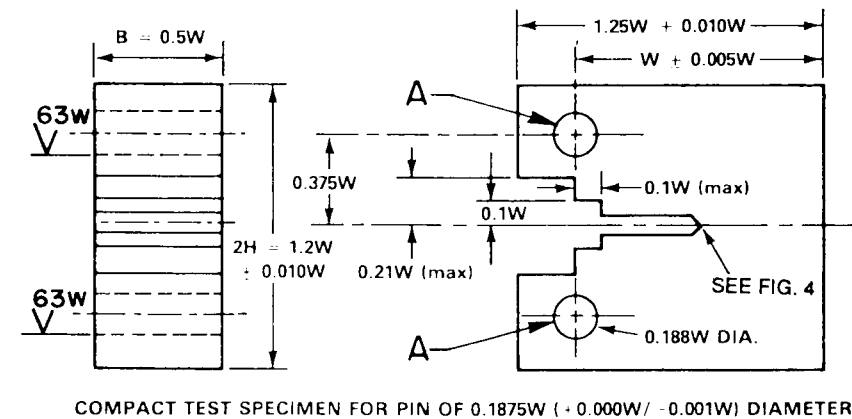 B = 0.5W
1.25W ± 0.010W
W ± 0.005W
A
63W
0.375W
0.1W (max)
0.1W
2H = 1.2W
± 0.010W
0.21W (max)
63W
SEE FIG. 4
A
0.188W DIA.
COMPACT TEST SPECIMEN FOR PIN OF 0.1875W (+0.000W/ -0.001W) DIAMETER